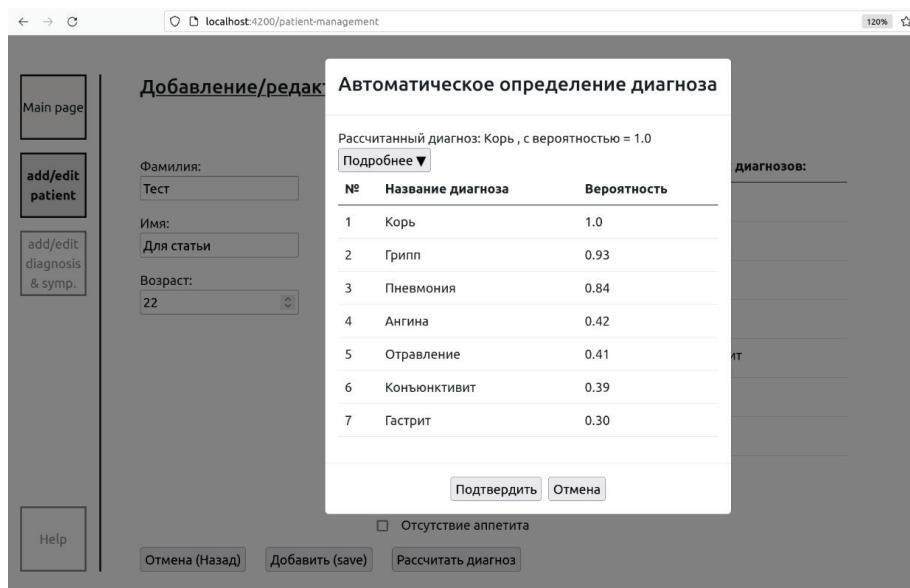 localhost:4200/patient-management
120%
Main page
add/edit
patient
add/edit
diagnosis
& symp.
Help
Добавление/редакт
Фамилия:
Тест
Имя:
Для статьи
Возраст:
22
диагнозов:
ит
Отсутствие аппетита
Отмена (Назад)
Добавить (save)
Рассчитать диагноз
Автоматическое определение диагноза
Рассчитанный диагноз: Корь , с вероятностью = 1.0
Подробнее ▼
№ Название диагноза Вероятность
1 Корь 1.0
2 Грипп 0.93
3 Пневмония 0.84
4 Ангина 0.42
5 Отравление 0.41
6 Конъюнктивит 0.39
7 Гастрит 0.30
Подтвердить
Отмена